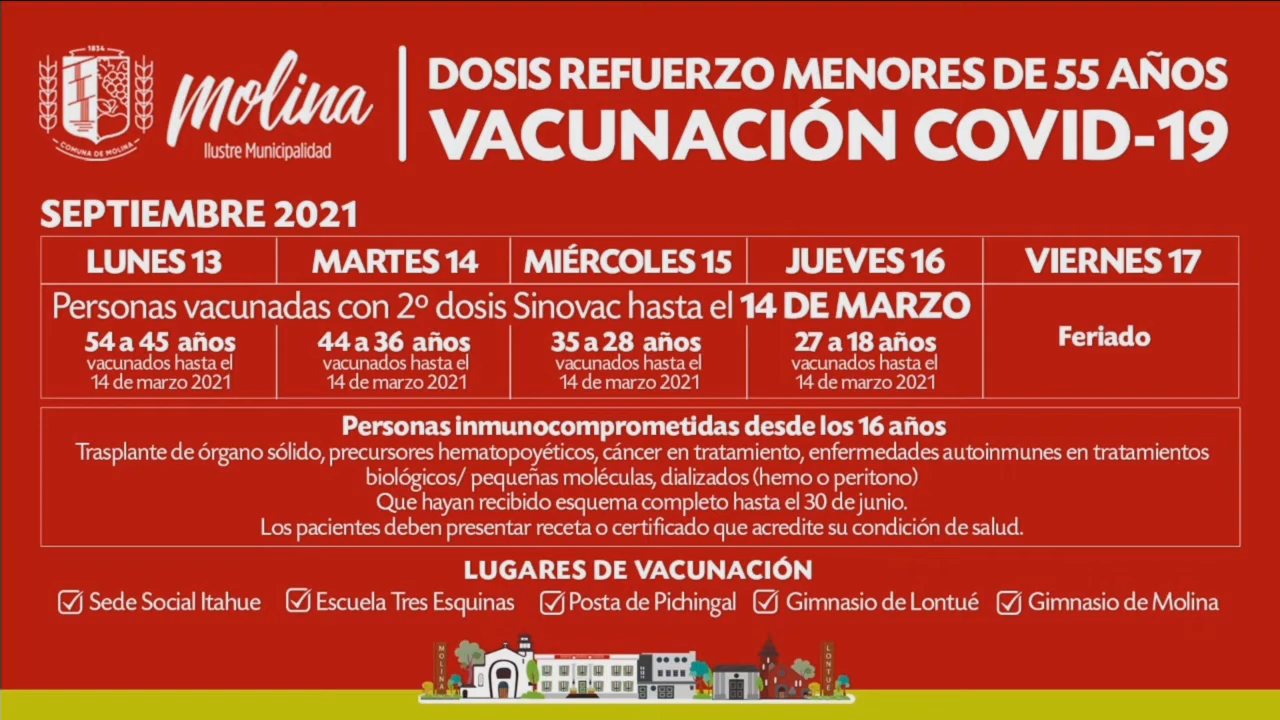 1834
COMUNA DE MOLINA
Molina
Ilustre Municipalidad
DOSIS REFUERZO MENORES DE 55 AÑOS
VACUNACIÓN COVID-19
SEPTIEMBRE 2021
LUNES 13 MARTES 14 MIÉRCOLES 15 JUEVES 16 VIERNES 17
Personas vacunadas con 2º dosis Sinovac hasta el 14 DE MARZO
54 a 45 años
vacunados hasta el
14 de marzo 2021
44 a 36 años
vacunados hasta el
14 de marzo 2021
35 a 28 años
vacunados hasta el
14 de marzo 2021
27 a 18 años
vacunados hasta el
14 de marzo 2021
Feriado
Personas inmunocomprometidas desde los 16 años
Trasplante de órgano sólido, precursores hematopoyéticos, cáncer en tratamiento, enfermedades autoinmunes en tratamientos
biológicos/ pequeñas moléculas, dializados (hemo o peritono)
Que hayan recibido esquema completo hasta el 30 de junio.
Los pacientes deben presentar receta o certificado que acredite su condición de salud.
LUGARES DE VACUNACIÓN
Sede Social Itahue Escuela Tres Esquinas Posta de Pichingal Gimnasio de Lontué Gimnasio de Molina
MOLINA
LONTUÉ